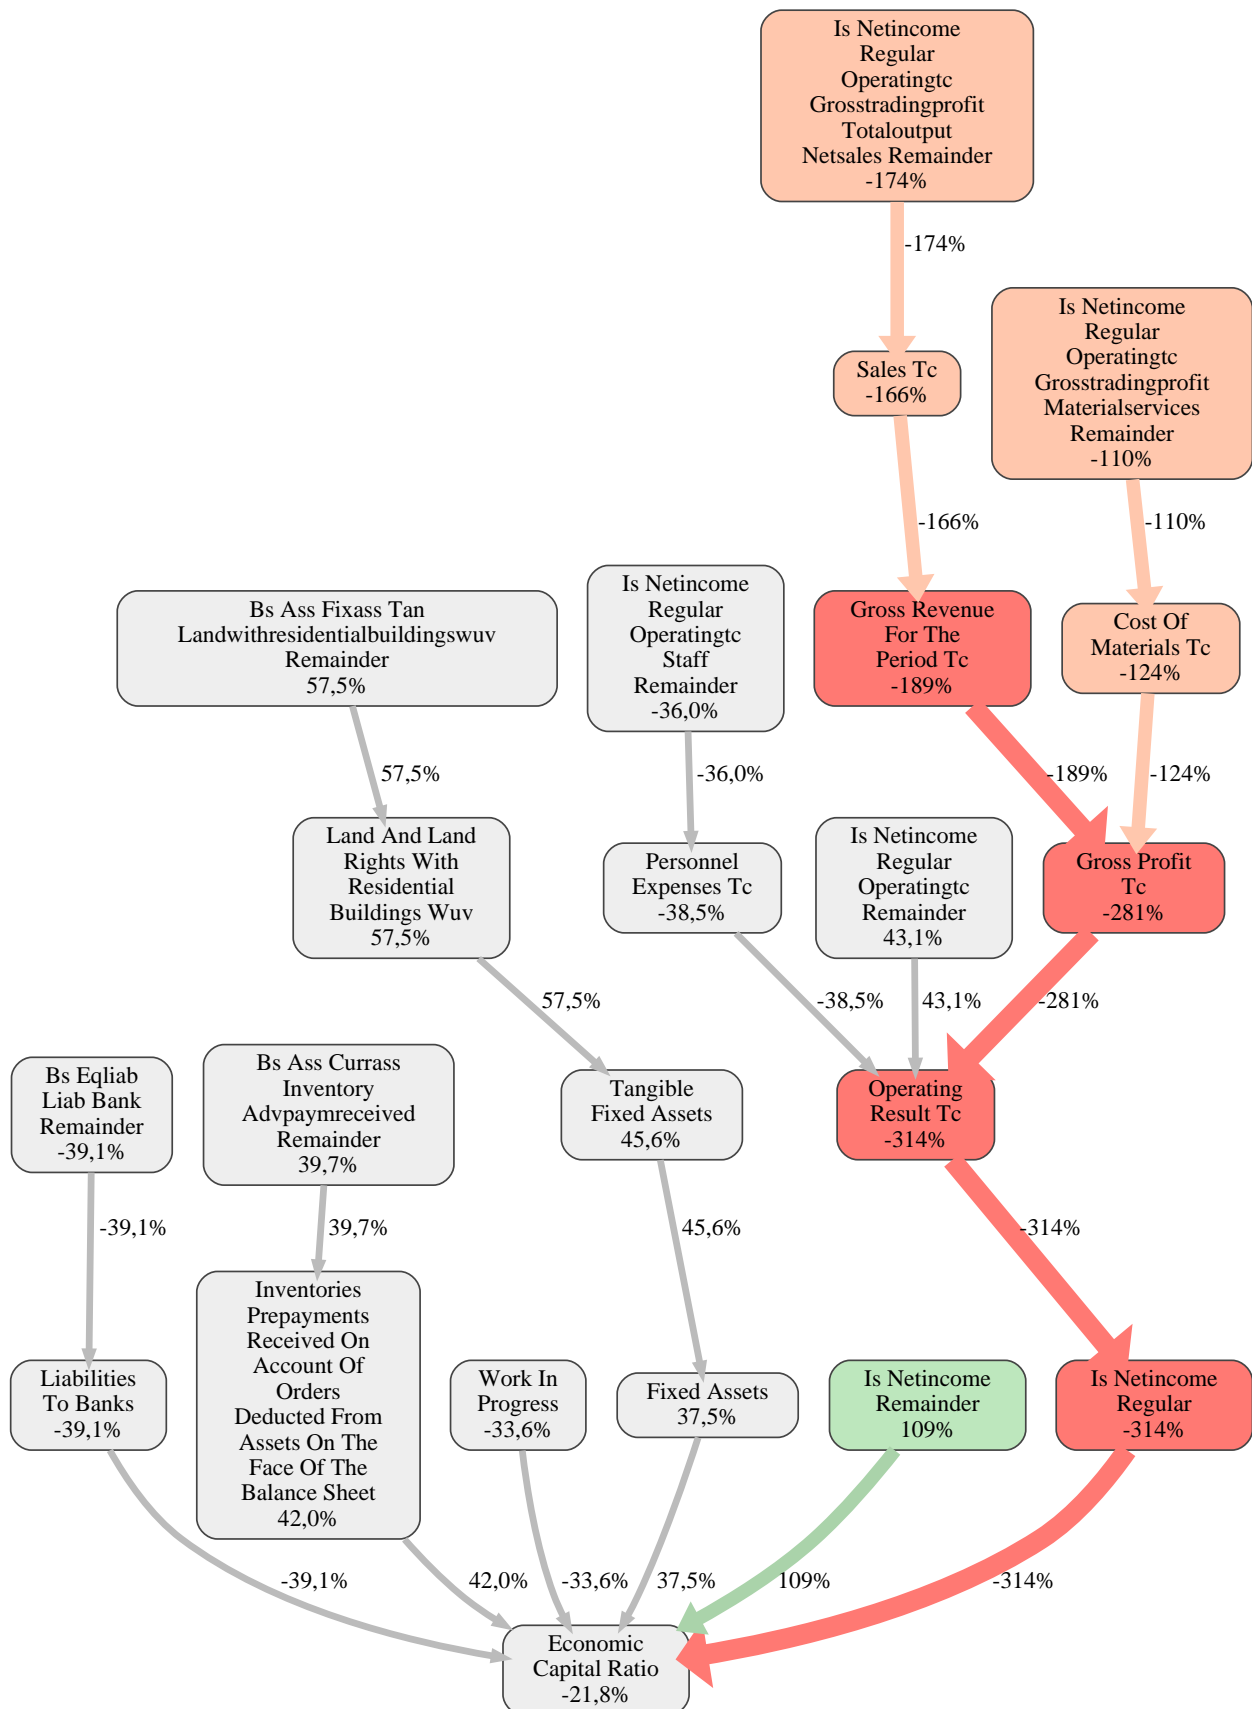 Is Netincome
Regular
Operatingtc
Grosstradingprofit
Totaloutput
Netsales Remainder
-174%
-174%
Is Netincome
Regular
Operatingtc
Grosstradingprofit
Materialservices
Remainder
-110%
Sales Tc
-166%
-166%
-110%
Bs Ass Fixass Tan
Landwithresidentialbuildingswuv
Remainder
57,5%
Is Netincome
Regular
Operatingtc
Staff
Remainder
-36,0%
Gross Revenue
For The
Period Tc
-189%
Cost Of
Materials Tc
-124%
57,5%
-36,0%
-189%
-124%
Land And Land
Rights With
Residential
Buildings Wuv
57,5%
Personnel
Expenses Tc
-38,5%
Is Netincome
Regular
Operatingtc
Remainder
43,1%
Gross Profit
Tc
-281%
57,5%
-38,5%
43,1%
-281%
Bs Eqliab
Liab Bank
Remainder
-39,1%
Bs Ass Currass
Inventory
Advpaymreceived
Remainder
39,7%
Tangible
Fixed Assets
45,6%
Operating
Result Tc
-314%
-39,1%
39,7%
45,6%
-314%
Liabilities
To Banks
-39,1%
Inventories
Prepayments
Received On
Account Of
Orders
Deducted From
Assets On The
Face Of The
Balance Sheet
42,0%
Work In
Progress
-33,6%
Fixed Assets
37,5%
Is Netincome
Remainder
109%
Is Netincome
Regular
-314%
-39,1%
42,0%
-33,6%
37,5%
109%
-314%
Economic
Capital Ratio
-21,8%